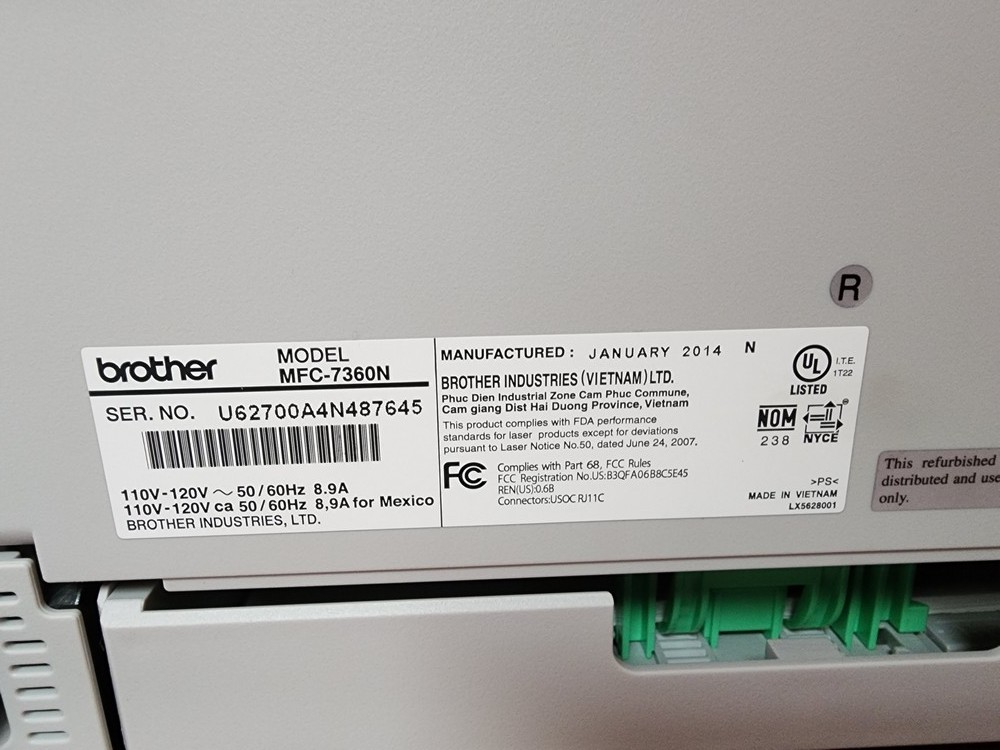 R
brother
MODEL
MFC-7360N
SER. NO. U62700A4N487645
110V-120V ～ 50/60Hz 8.9A
110V-120V ca 50/60Hz 8,9A for Mexico
BROTHER INDUSTRIES, LTD.
MANUFACTURED : JANUARY 2014 N
BROTHER INDUSTRIES (VIETNAM) LTD.
Phuc Dien Industrial Zone Cam Phuc Commune,
Cam giang Dist Hai Duong Province, Vietnam
This product complies with FDA performance
standards for laser products except for deviations
pursuant to Laser Notice No.50, dated June 24, 2007.
FC
Complies with Part 68, FCC Rules
FCC Registration No.US:B3QFA06B8C5E45
REN(US):0.6B
Connectors:USOC RJ11C
UL
LISTED
I.T.E.
1T22
NOM
238
NYCE
>PS<
MADE IN VIETNAM
LX5628001
This refurbished
distributed and use
only.